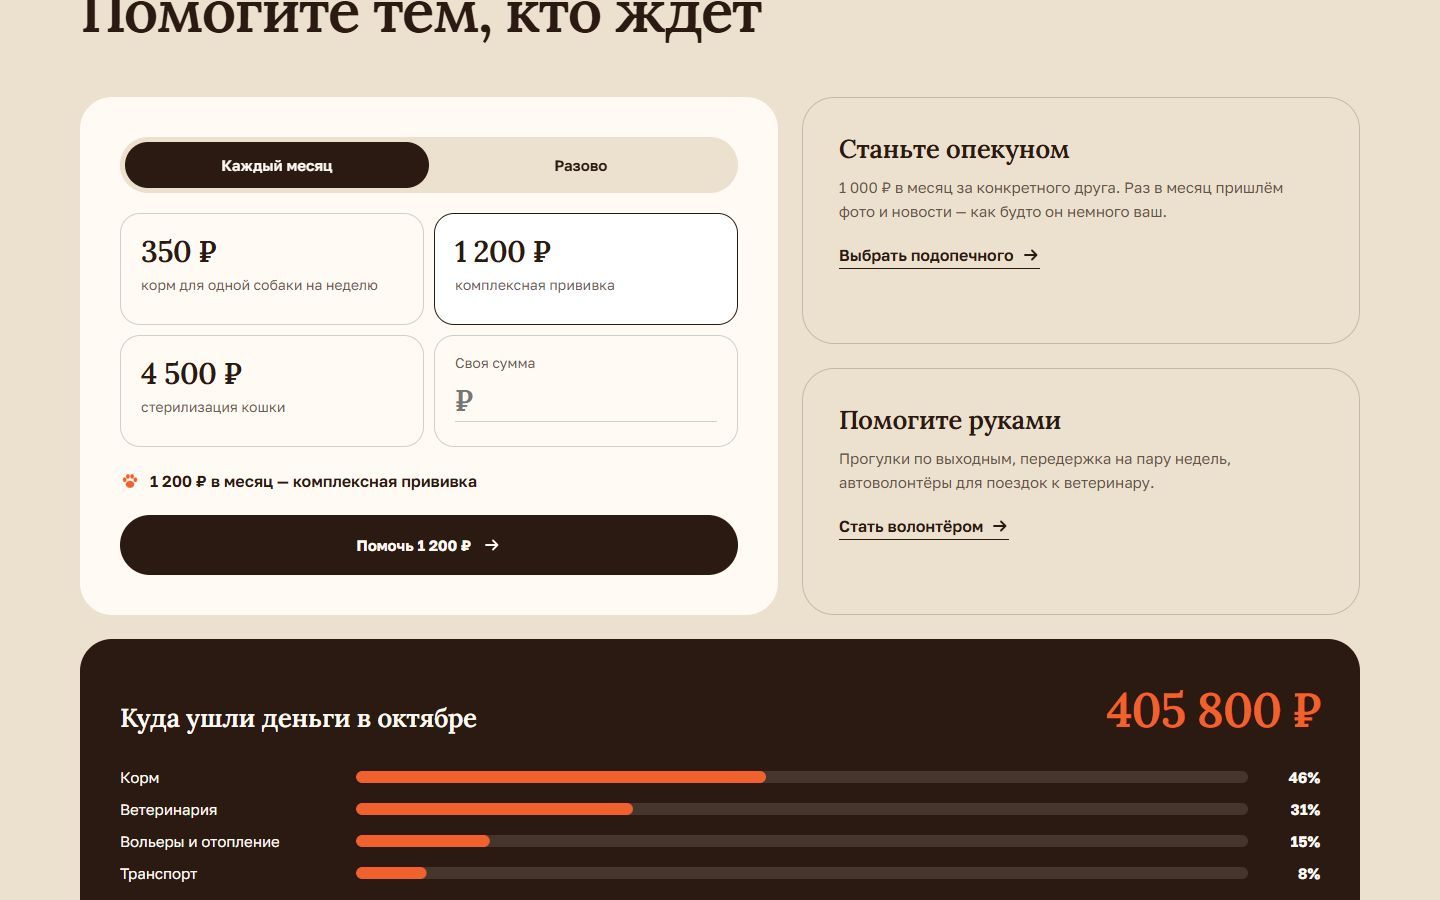 Помогите тем, кто ждёт
Каждый месяц
Разово
350 ₽
корм для одной собаки на неделю
1 200 ₽
комплексная прививка
4 500 ₽
стерилизация кошки
Своя сумма
₽
1 200 ₽ в месяц — комплексная прививка
Помочь 1 200 ₽ →
Станьте опекуном
1 000 ₽ в месяц за конкретного друга. Раз в месяц пришлём
фото и новости — как будто он немного ваш.
Выбрать подопечного →
Помогите руками
Прогулки по выходным, передержка на пару недель,
автоволонтёры для поездок к ветеринару.
Стать волонтёром →
Куда ушли деньги в октябре
405 800 ₽
Корм 46%
Ветеринария 31%
Вольеры и отопление 15%
Транспорт 8%